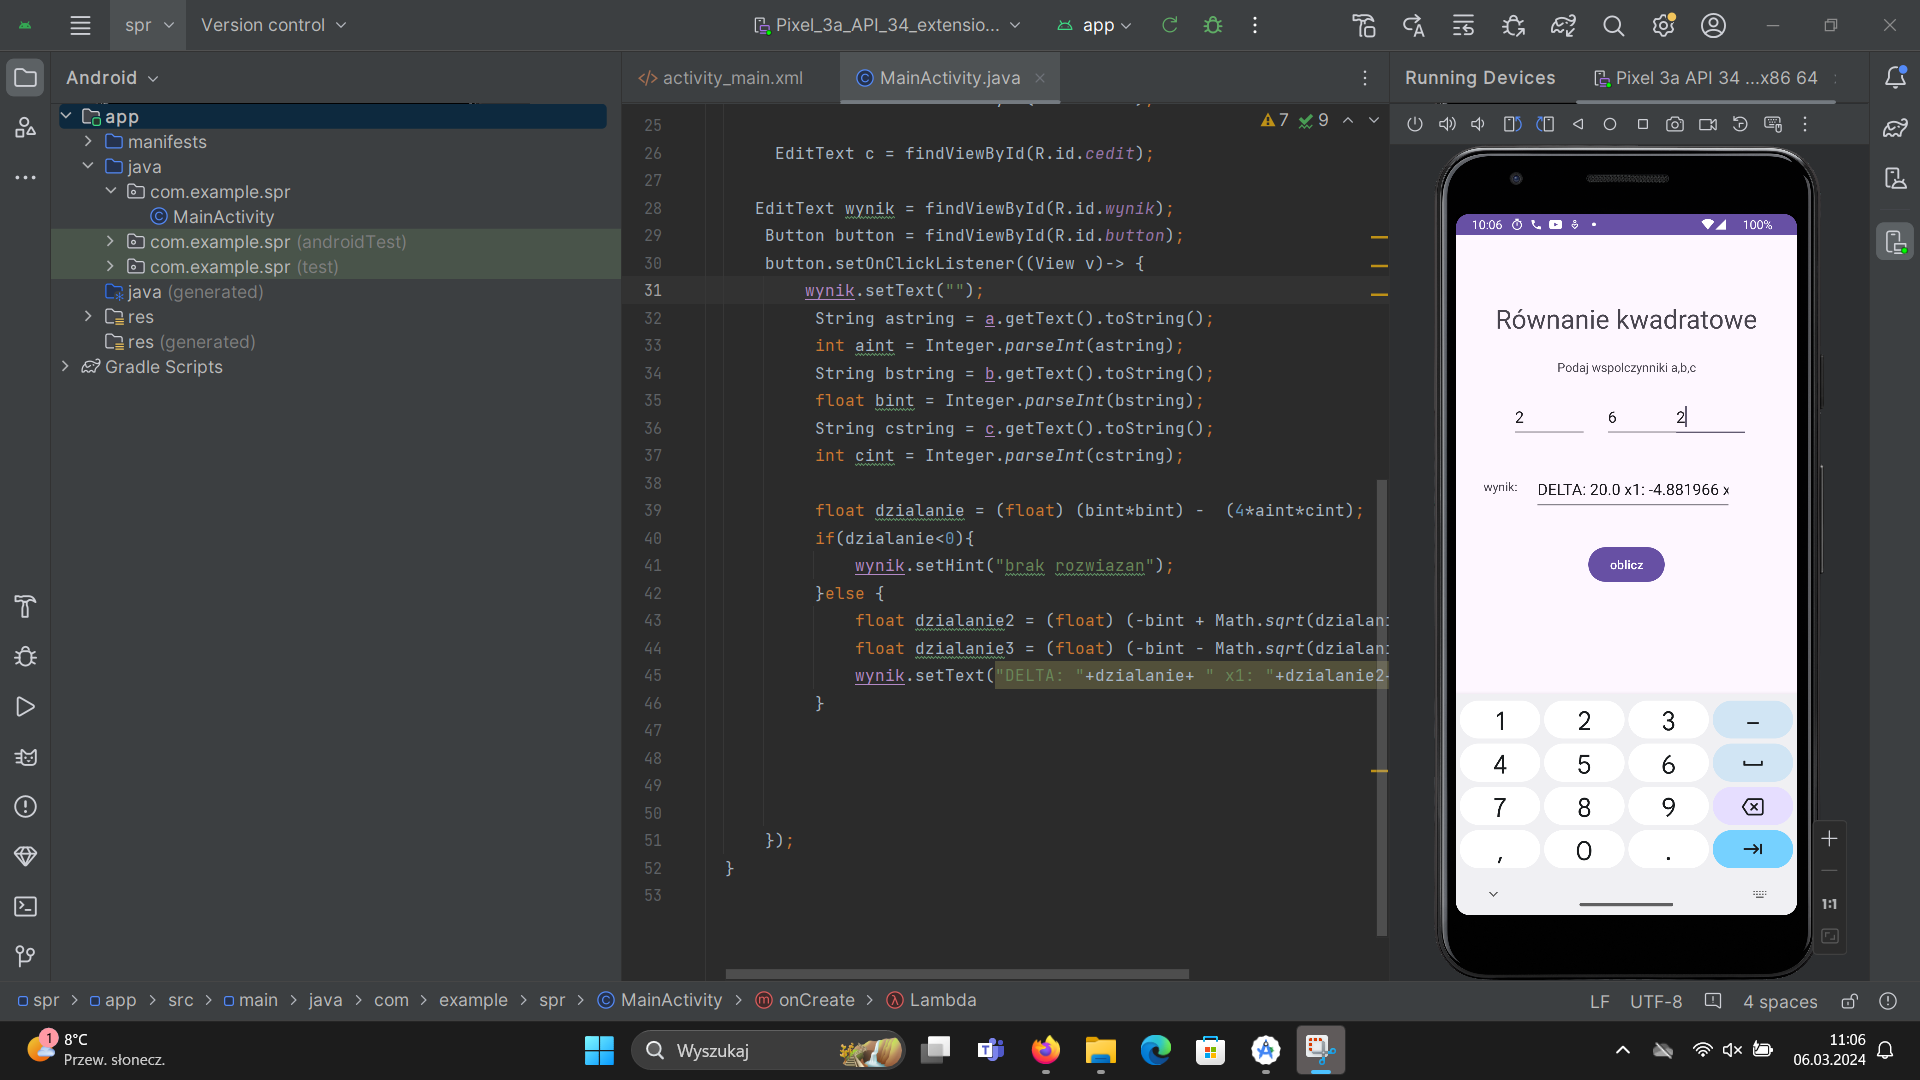 spr
Version control
Pixel_3a_API_34_extensio...
app
Android
activity_main.xml
MainActivity.java
Running Devices
Pixel 3a API 34 ...x86 64
app
manifests
java
com.example.spr
MainActivity
com.example.spr (androidTest)
com.example.spr (test)
java (generated)
res
res (generated)
Gradle Scripts
7 9
25
26 EditText c = findViewById(R.id.cedit);
27
28 EditText wynik = findViewById(R.id.wynik);
29 Button button = findViewById(R.id.button);
30 button.setOnClickListener((View v)-> {
31 wynik.setText("");
32 String astring = a.getText().toString();
33 int aint = Integer.parseInt(astring);
34 String bstring = b.getText().toString();
35 float bint = Integer.parseInt(bstring);
36 String cstring = c.getText().toString();
37 int cint = Integer.parseInt(cstring);
38
39 float dzialanie = (float) (bint*bint) - (4*aint*cint);
40 if(dzialanie<0){
41 wynik.setHint("brak rozwiazan");
42 }else {
43 float dzialanie2 = (float) (-bint + Math.sqrt(dzialani
44 float dzialanie3 = (float) (-bint - Math.sqrt(dzialani
45 wynik.setText("DELTA: "+dzialanie+ " x1: "+dzialanie2+
46 }
47
48
49
50
51 });
52 }
53
10:06 100%
Równanie kwadratowe
Podaj wspolczynniki a,b,c
2 6 2
wynik: DELTA: 20.0 x1: -4.881966 x
oblicz
1 2 3 –
4 5 6
7 8 9
, 0 .
1:1
spr > app > src > main > java > com > example > spr > MainActivity > onCreate > Lambda
LF UTF-8 4 spaces
1
8°C
Przew. słonecz.
Wyszukaj
11:06
06.03.2024